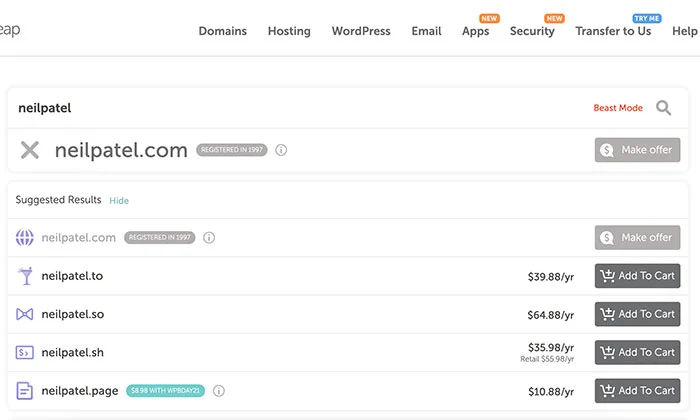 eap
NEW NEW TRY ME
Domains Hosting WordPress Email Apps Security Transfer to Us Help
neilpatel Beast Mode
neilpatel.com REGISTERED IN 1997 Make offer
Suggested Results Hide
neilpatel.com REGISTERED IN 1997 Make offer
neilpatel.to $39.88/yr Add To Cart
neilpatel.so $64.88/yr Add To Cart
neilpatel.sh $35.98/yr Add To Cart
Retail $55.98/yr
neilpatel.page $8.98 WITH WPBDAY21 $10.88/yr Add To Cart